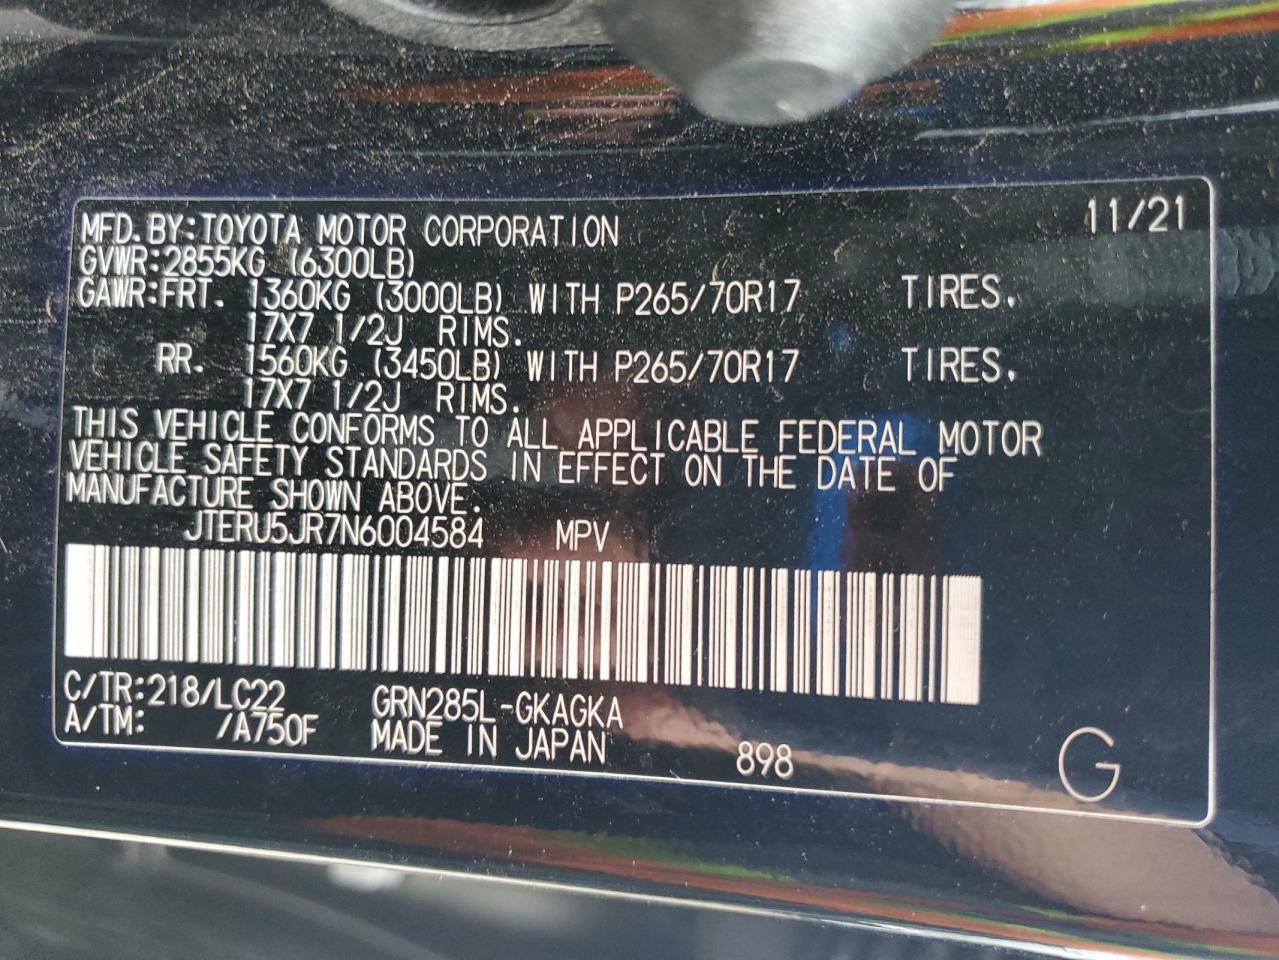 MFD. BY: TOYOTA MOTOR CORPORATION 11/21
GVWR: 2855KG (6300LB)
GAWR: FRT. 1360KG (3000LB) WITH P265/70R17 TIRES.
17X7 1/2J RIMS.
RR. 1560KG (3450LB) WITH P265/70R17 TIRES.
17X7 1/2J RIMS.
THIS VEHICLE CONFORMS TO ALL APPLICABLE FEDERAL MOTOR
VEHICLE SAFETY STANDARDS IN EFFECT ON THE DATE OF
MANUFACTURE SHOWN ABOVE.
JTERU5JR7N6004584 MPV
C/TR: 218/LC22 GRN285L-GKAGKA
A/TM: /A750F MADE IN JAPAN 898 G